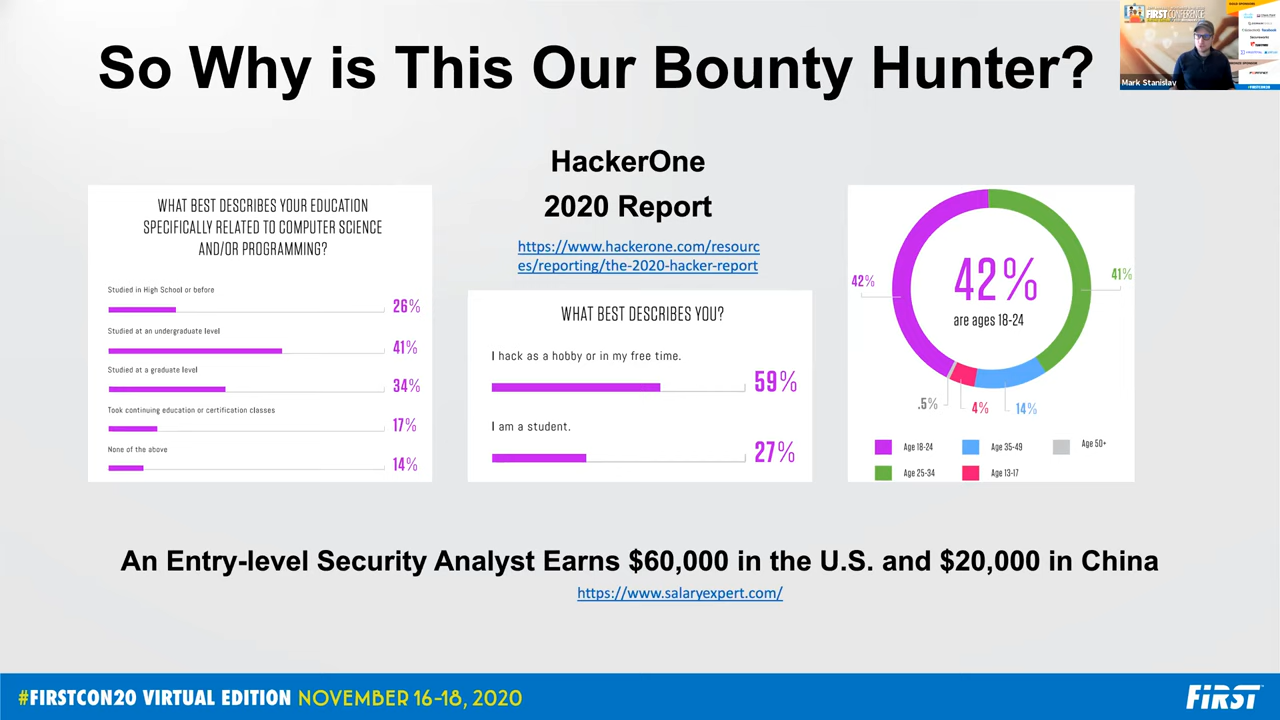 So Why is This Our Bounty Hunter?
FIRST CONFERENCE
Mark Stanislav
#FIRSTCON20
HackerOne
2020 Report
https://www.hackerone.com/resourc
es/reporting/the-2020-hacker-report
WHAT BEST DESCRIBES YOUR EDUCATION
SPECIFICALLY RELATED TO COMPUTER SCIENCE
AND/OR PROGRAMMING?
Studied in High School or before
26%
Studied at an undergraduate level
41%
Studied at a graduate level
34%
Took continuing education or certification classes
17%
None of the above
14%
WHAT BEST DESCRIBES YOU?
I hack as a hobby or in my free time.
59%
I am a student.
27%
42%
41%
42%
are ages 18-24
.5%
4%
14%
Age 18-24
Age 35-49
Age 50+
Age 25-34
Age 13-17
An Entry-level Security Analyst Earns $60,000 in the U.S. and $20,000 in China
https://www.salaryexpert.com/
#FIRSTCON20 VIRTUAL EDITION NOVEMBER 16-18, 2020
FIRST